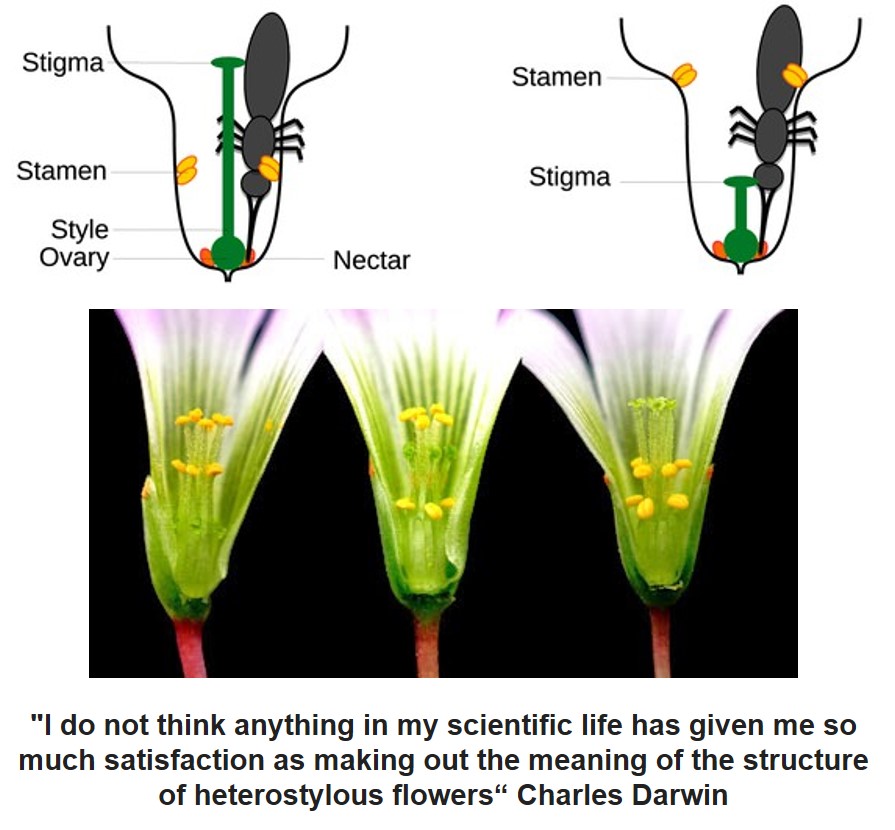 Stigma
Stamen
Style
Ovary
Nectar
Stamen
Stigma
"I do not think anything in my scientific life has given me so
much satisfaction as making out the meaning of the structure
of heterostylous flowers“ Charles Darwin